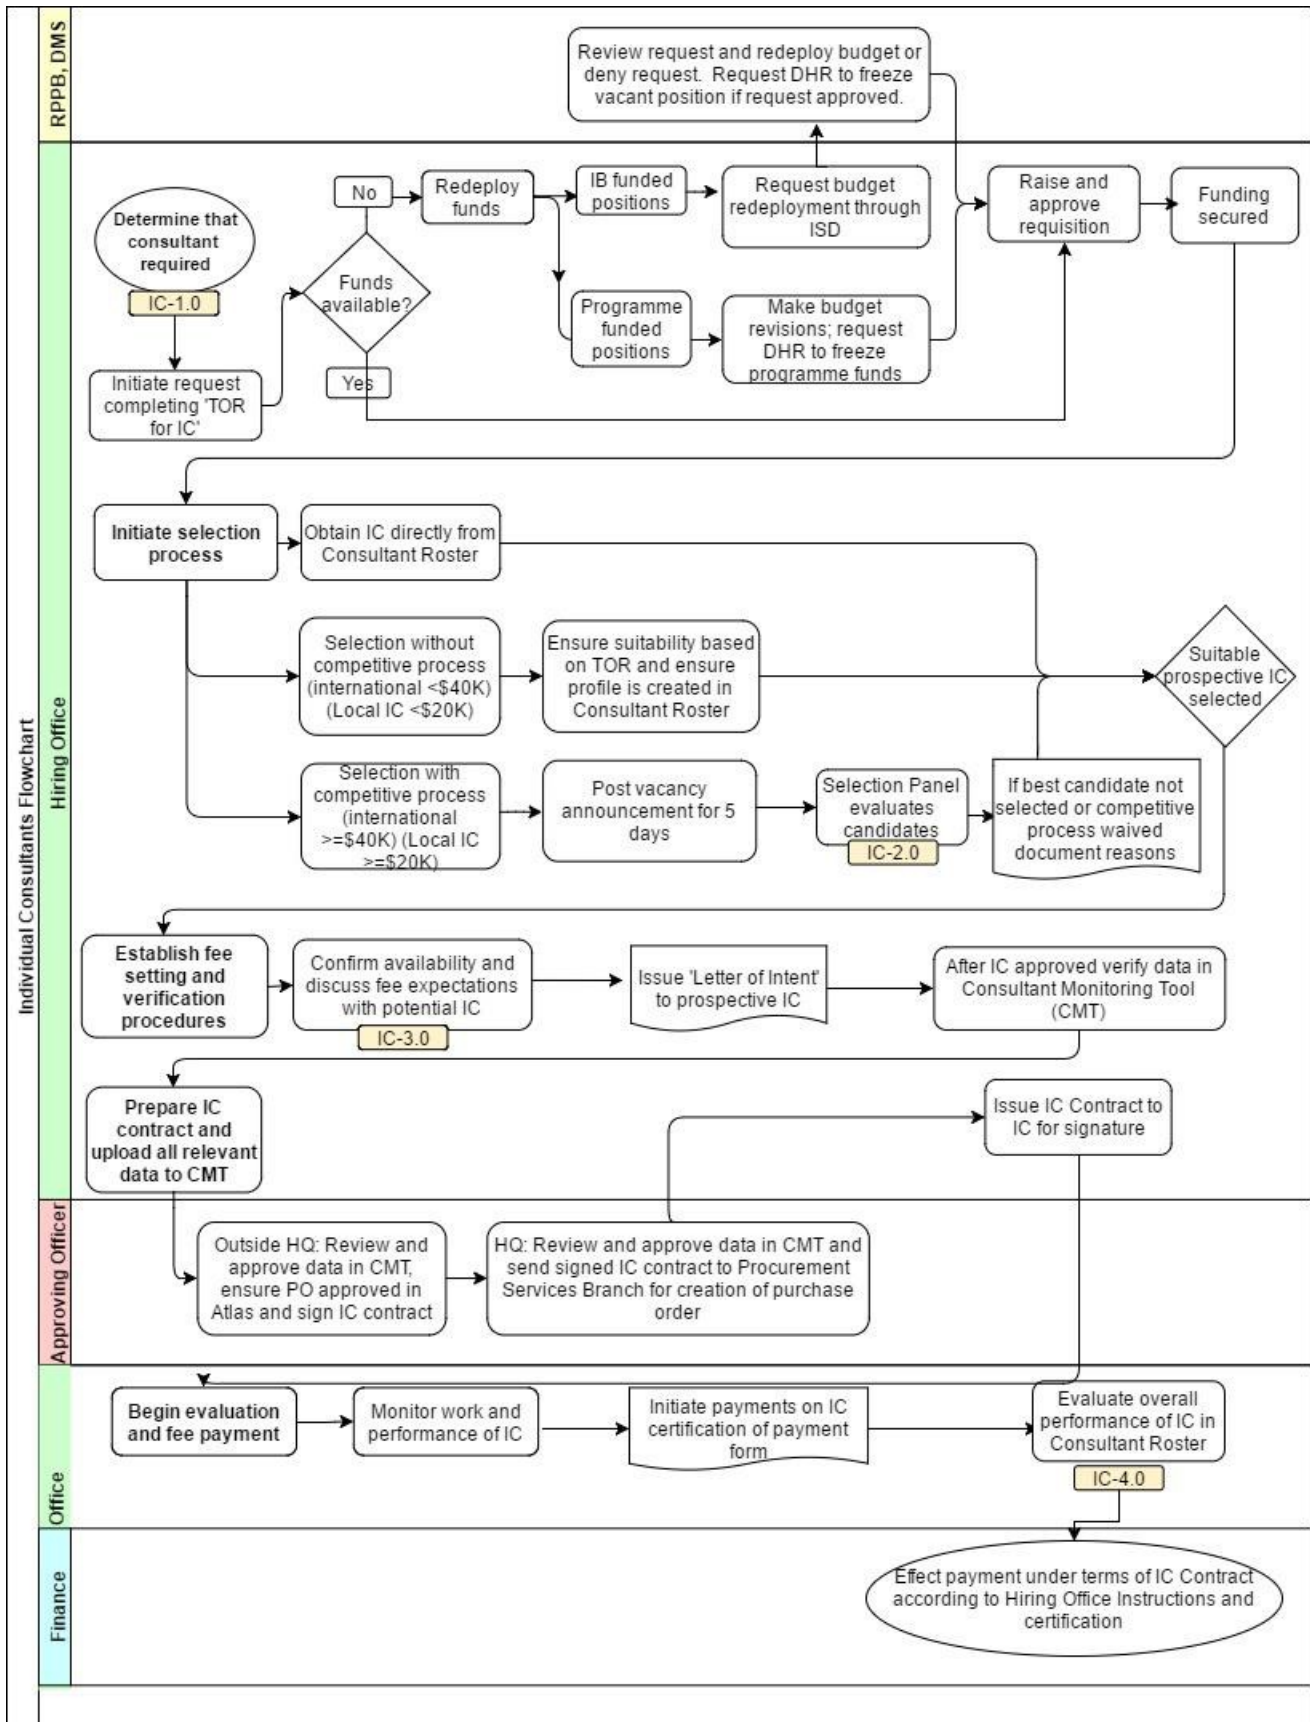 Individual Consultants Flowchart
RPPB, DMS
Review request and redeploy budget or
deny request. Request DHR to freeze
vacant position if request approved.
Hiring Office
Determine that
consultant
required
IC-1.0
Initiate request
completing 'TOR
for IC'
Funds
available?
No
Yes
Redeploy
funds
IB funded
positions
Request budget
redeployment through
ISD
Programme
funded
positions
Make budget
revisions; request
DHR to freeze
programme funds
Raise and
approve
requisition
Funding
secured
Initiate selection
process
Obtain IC directly from
Consultant Roster
Selection without
competitive process
(international <$40K)
(Local IC <$20K)
Ensure suitability based
on TOR and ensure
profile is created in
Consultant Roster
Suitable
prospective IC
selected
Selection with
competitive process
(international
>=$40K) (Local IC
>=$20K)
Post vacancy
announcement for 5
days
Selection Panel
evaluates
candidates
IC-2.0
If best candidate not
selected or competitive
process waived
document reasons
Establish fee
setting and
verification
procedures
Confirm availability and
discuss fee expectations
with potential IC
IC-3.0
Issue 'Letter of Intent'
to prospective IC
After IC approved verify data in
Consultant Monitoring Tool
(CMT)
Prepare IC
contract and
upload all relevant
data to CMT
Issue IC Contract to
IC for signature
Approving Officer
Outside HQ: Review and
approve data in CMT,
ensure PO approved in
Atlas and sign IC contract
HQ: Review and approve data in CMT and
send signed IC contract to Procurement
Services Branch for creation of purchase
order
Office
Begin evaluation
and fee payment
Monitor work and
performance of IC
Initiate payments on IC
certification of payment
form
Evaluate overall
performance of IC in
Consultant Roster
IC-4.0
Finance
Effect payment under terms of IC Contract
according to Hiring Office Instructions and
certification